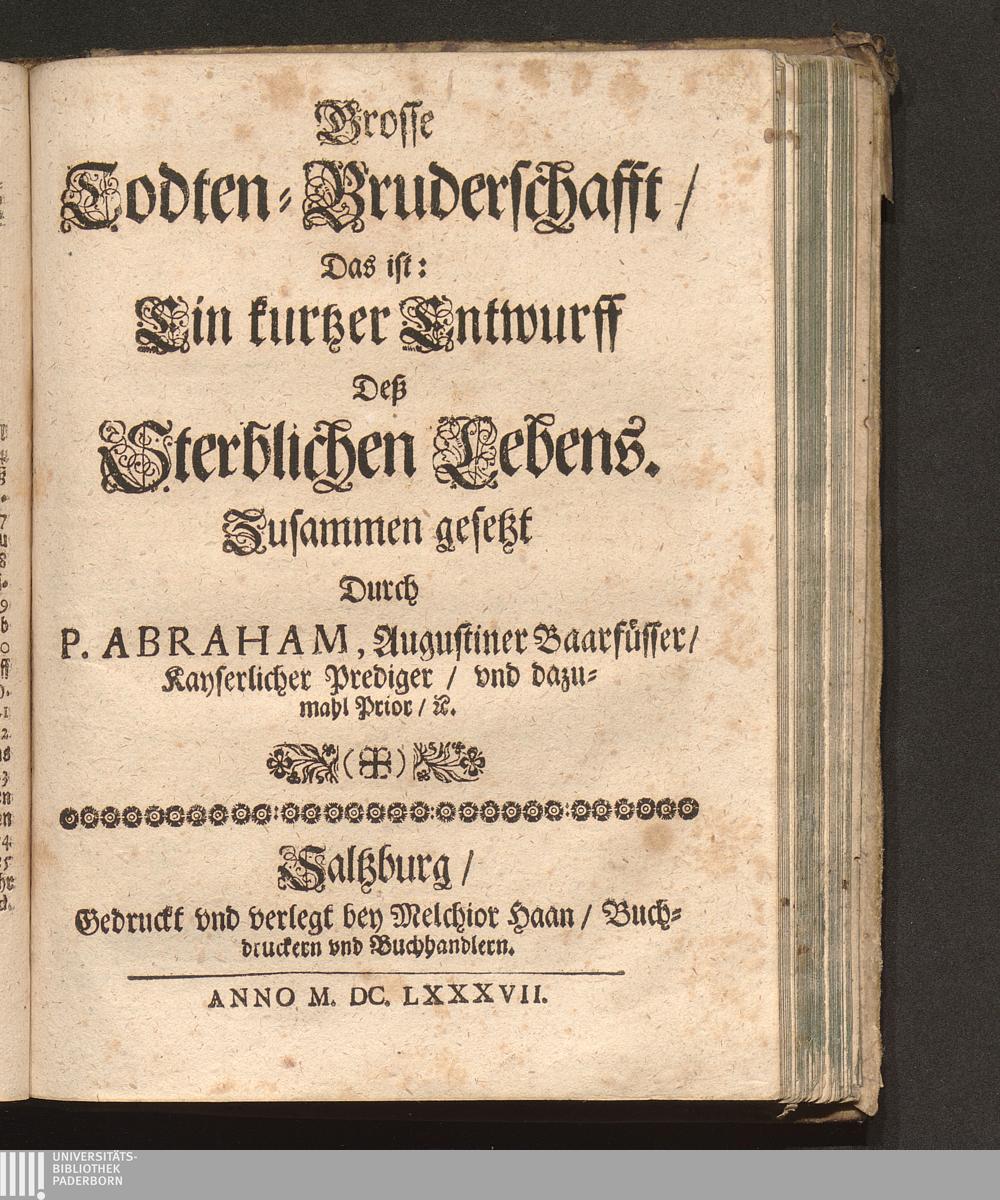 Grosse
Todten-Bruderschafft /
Das ist:
Ein kurtzer Entwurff
Deß
Sterblichen Lebens.
Zusammen gesetzt
Durch
P. ABRAHAM, Augustiner Baarfüsser /
Kayserlicher Prediger / vnd dazu-
mahl Prior / ꝛc.
Saltzburg /
Gedruckt vnd verlegt bey Melchior Haan / Buch-
druckern vnd Buchhandlern.
ANNO M. DC. LXXXVII.
UNIVERSITÄTS-
BIBLIOTHEK
PADERBORN